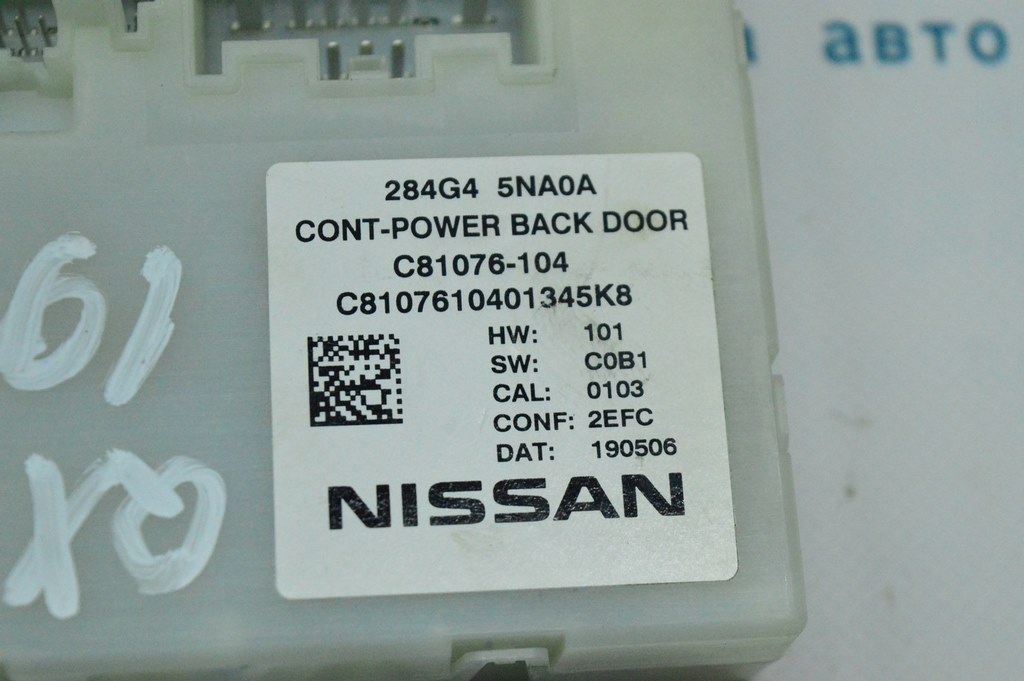 авто
284G4 5NA0A
CONT-POWER BACK DOOR
C81076-104
C8107610401345K8
HW: 101
SW: C0B1
CAL: 0103
CONF: 2EFC
DAT: 190506
NISSAN
19